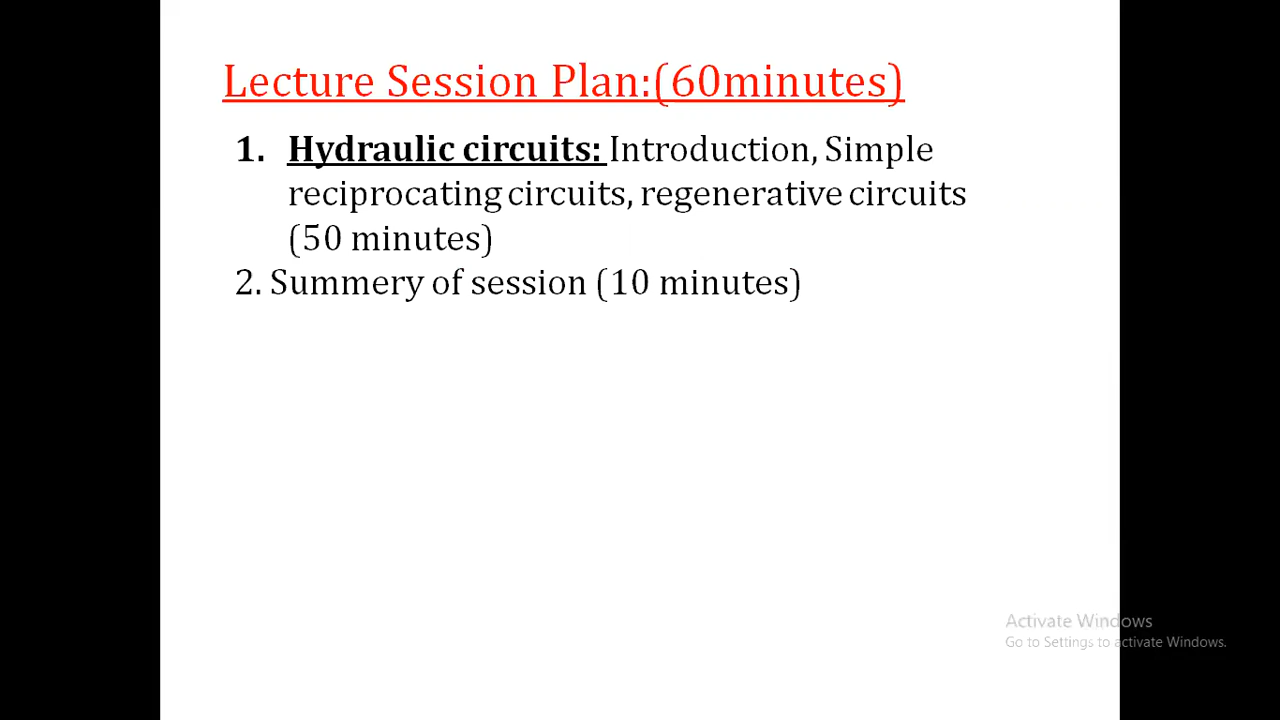 Lecture Session Plan:(60minutes)
1. Hydraulic circuits: Introduction, Simple
reciprocating circuits, regenerative circuits
(50 minutes)
2. Summery of session (10 minutes)
Activate Windows
Go to Settings to activate Windows.